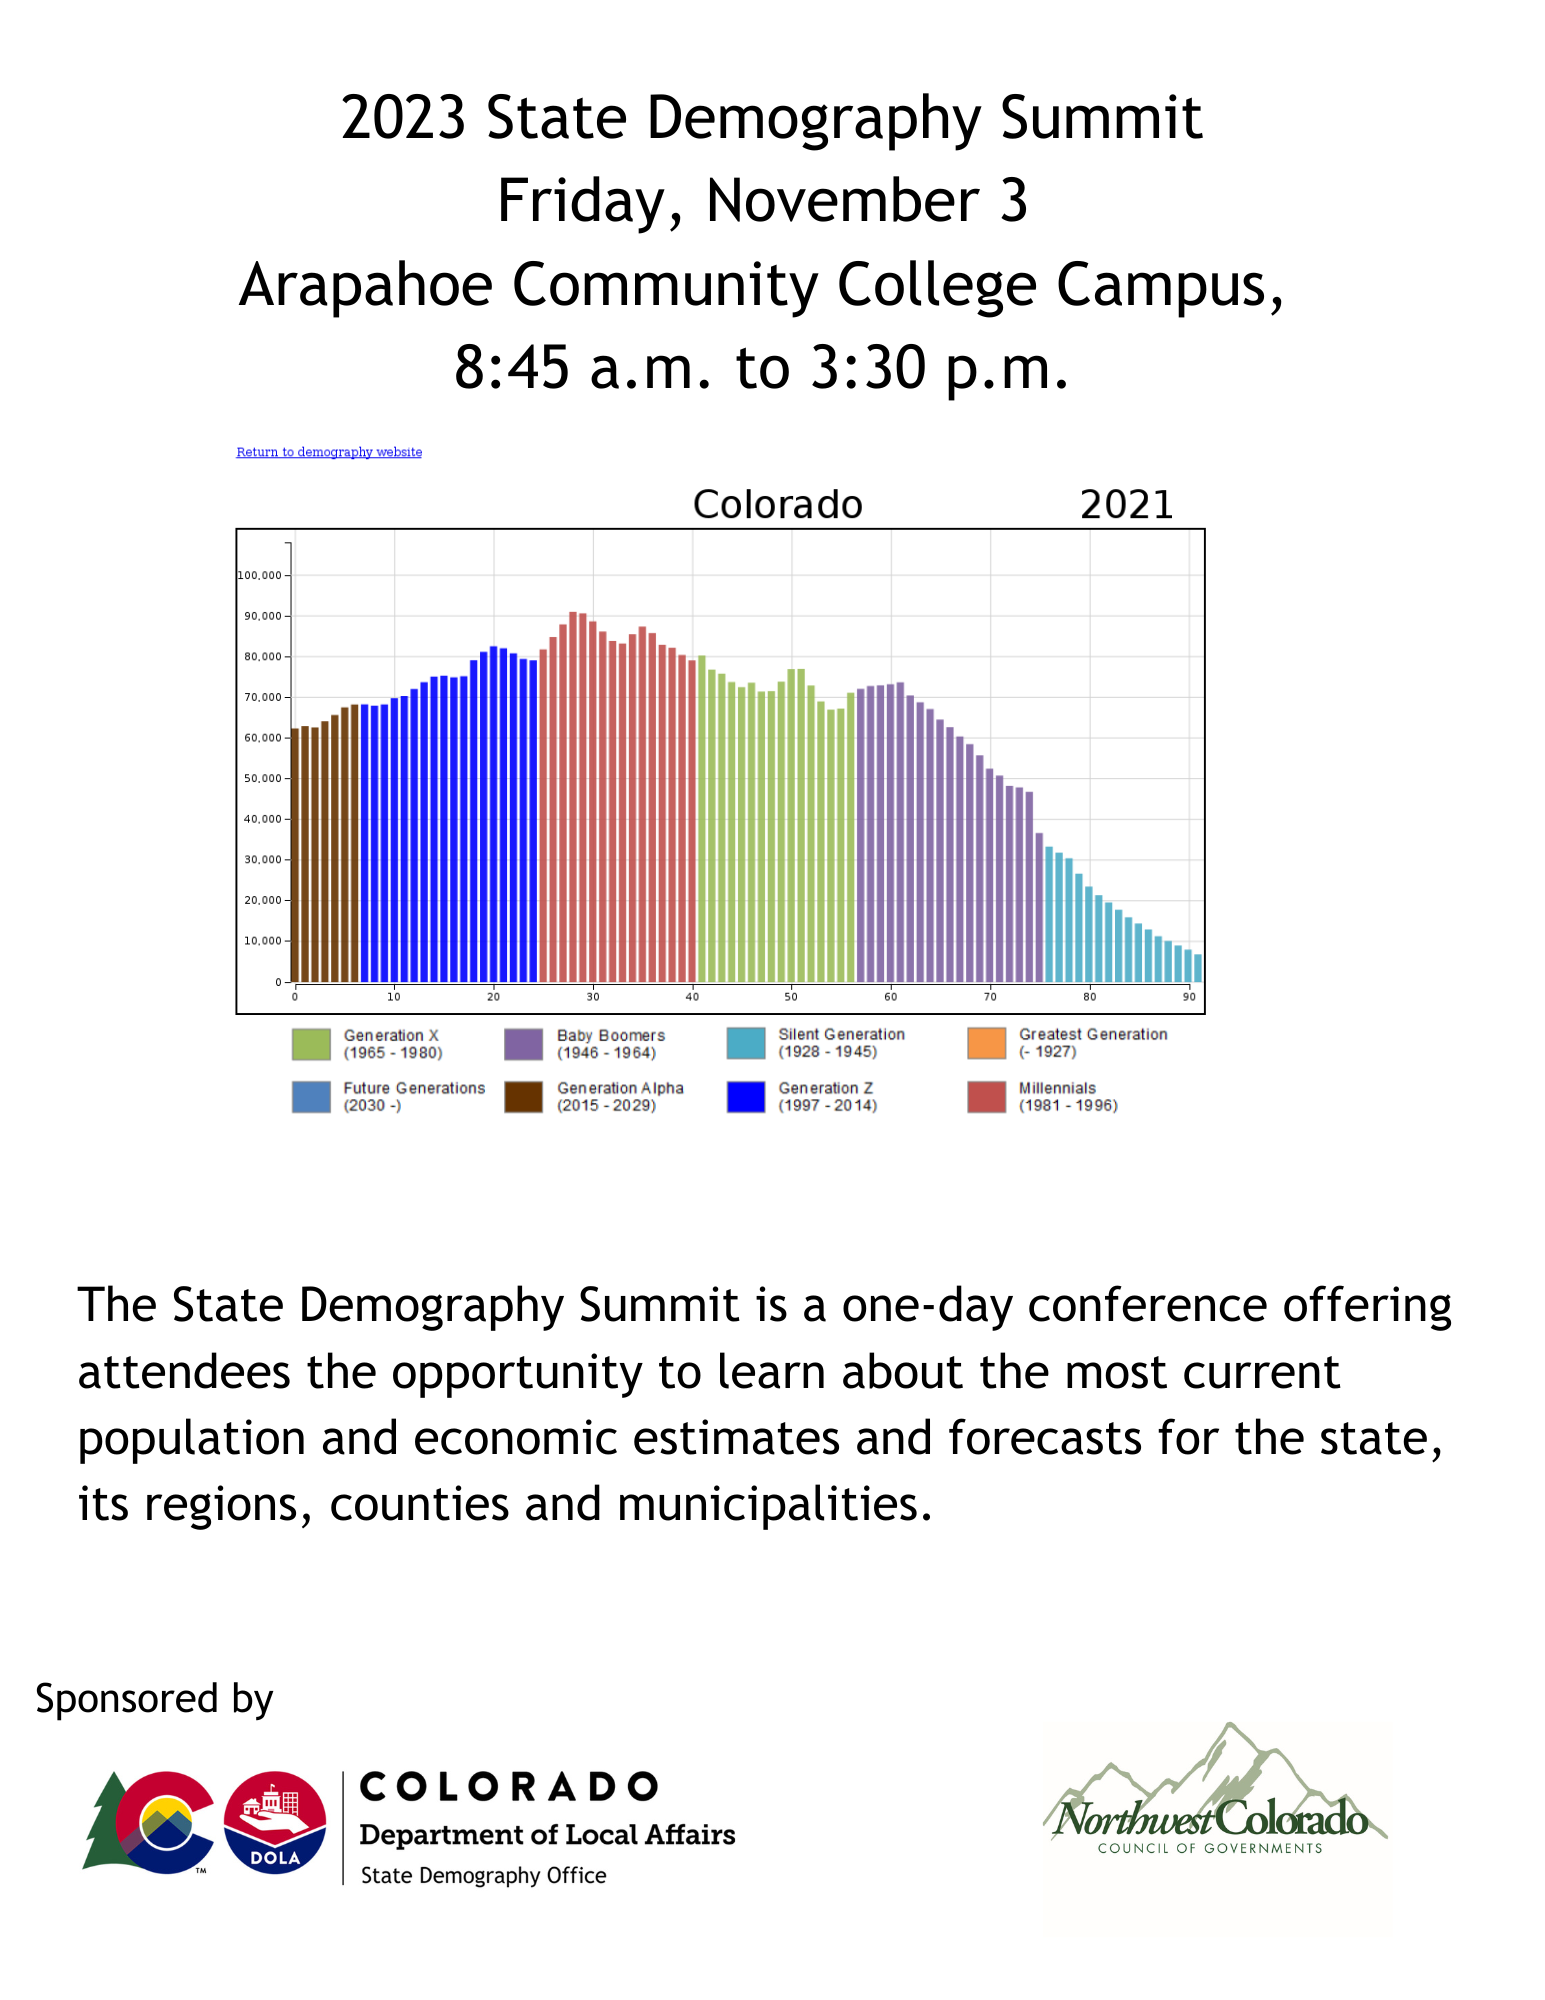 2023 State Demography Summit
Friday, November 3
Arapahoe Community College Campus,
8:45 a.m. to 3:30 p.m.
Return to demography website
Colorado 2021
100,000
90,000
80,000
70,000
60,000
50,000
40,000
30,000
20,000
10,000
0
0 10 20 30 40 50 60 70 80 90
Generation X
(1965 - 1980)
Baby Boomers
(1946 - 1964)
Silent Generation
(1928 - 1945)
Greatest Generation
(- 1927)
Future Generations
(2030 -)
Generation Alpha
(2015 - 2029)
Generation Z
(1997 - 2014)
Millennials
(1981 - 1996)
The State Demography Summit is a one-day conference offering
attendees the opportunity to learn about the most current
population and economic estimates and forecasts for the state,
its regions, counties and municipalities.
Sponsored by
TM
DOLA
COLORADO
Department of Local Affairs
State Demography Office
Northwest Colorado
COUNCIL OF GOVERNMENTS